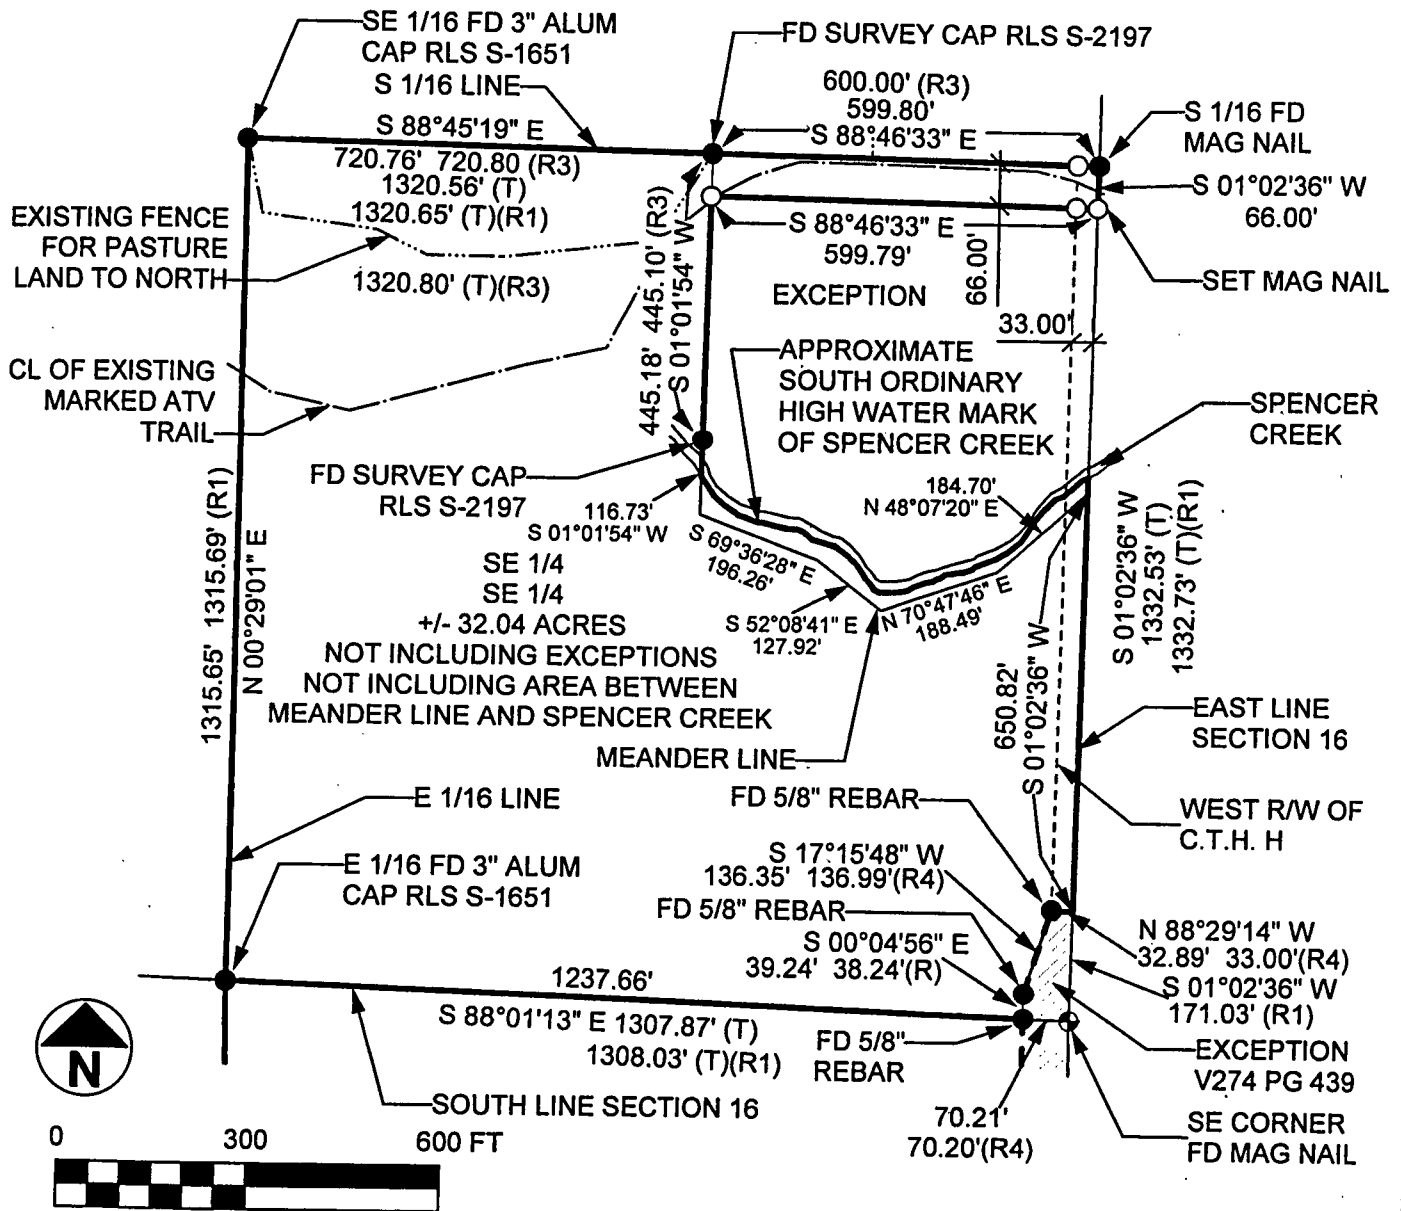 SE 1/16 FD 3" ALUM
CAP RLS S-1651
S 1/16 LINE
FD SURVEY CAP RLS S-2197
600.00' (R3)
599.80'
S 88°46'33" E
S 1/16 FD
MAG NAIL
S 88°45'19" E
720.76' 720.80 (R3)
1320.56' (T)
1320.65' (T)(R1)
1320.80' (T)(R3)
S 01°02'36" W
66.00'
EXISTING FENCE
FOR PASTURE
LAND TO NORTH
S 88°46'33" E
599.79'
EXCEPTION
66.00'
33.00'
SET MAG NAIL
445.18' 445.10' (R3)
S 01°01'54" W
CL OF EXISTING
MARKED ATV
TRAIL
APPROXIMATE
SOUTH ORDINARY
HIGH WATER MARK
OF SPENCER CREEK
SPENCER
CREEK
FD SURVEY CAP
RLS S-2197
116.73'
S 01°01'54" W
184.70'
N 48°07'20" E
S 69°36'28" E
196.26'
S 52°08'41" E
127.92'
N 70°47'46" E
188.49'
1315.65' 1315.69' (R1)
N 00°29'01" E
SE 1/4
SE 1/4
+/- 32.04 ACRES
NOT INCLUDING EXCEPTIONS
NOT INCLUDING AREA BETWEEN
MEANDER LINE AND SPENCER CREEK
MEANDER LINE
650.82'
S 01°02'36" W
S 01°02'36" W
1332.53' (T)
1332.73' (T)(R1)
EAST LINE
SECTION 16
WEST R/W OF
C.T.H. H
E 1/16 LINE
FD 5/8" REBAR
E 1/16 FD 3" ALUM
CAP RLS S-1651
S 17°15'48" W
136.35' 136.99'(R4)
FD 5/8" REBAR
S 00°04'56" E
39.24' 38.24'(R)
N 88°29'14" W
32.89' 33.00'(R4)
S 01°02'36" W
171.03' (R1)
1237.66'
S 88°01'13" E 1307.87' (T)
1308.03' (T)(R1)
FD 5/8"
REBAR
EXCEPTION
V274 PG 439
SOUTH LINE SECTION 16
70.21'
70.20'(R4)
SE CORNER
FD MAG NAIL
N
0 300 600 FT